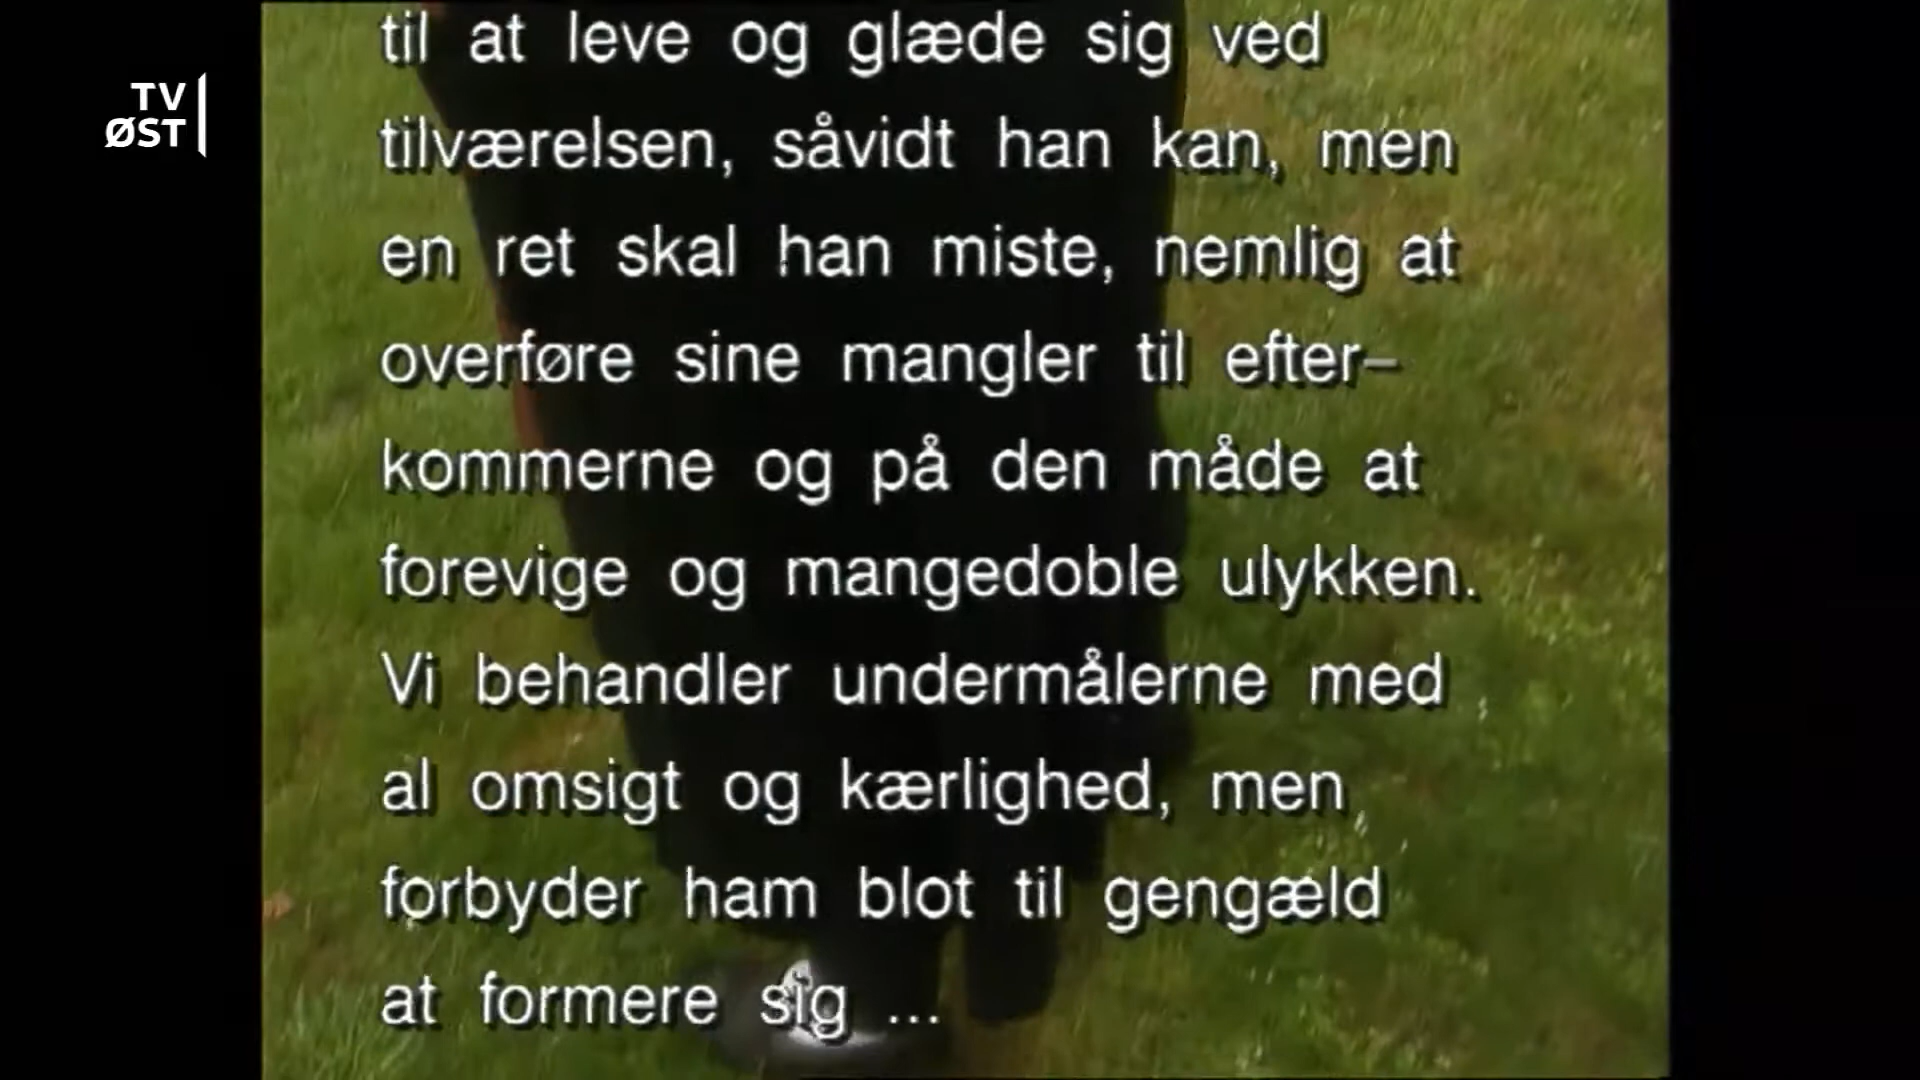 til at leve og glæde sig ved
TV
ØST
tilværelsen, såvidt han kan, men
en ret skal han miste, nemlig at
overføre sine mangler til efter–
kommerne og på den måde at
forevige og mangedoble ulykken.
Vi behandler undermålerne med
al omsigt og kærlighed, men
forbyder ham blot til gengæld
at formere sig ...